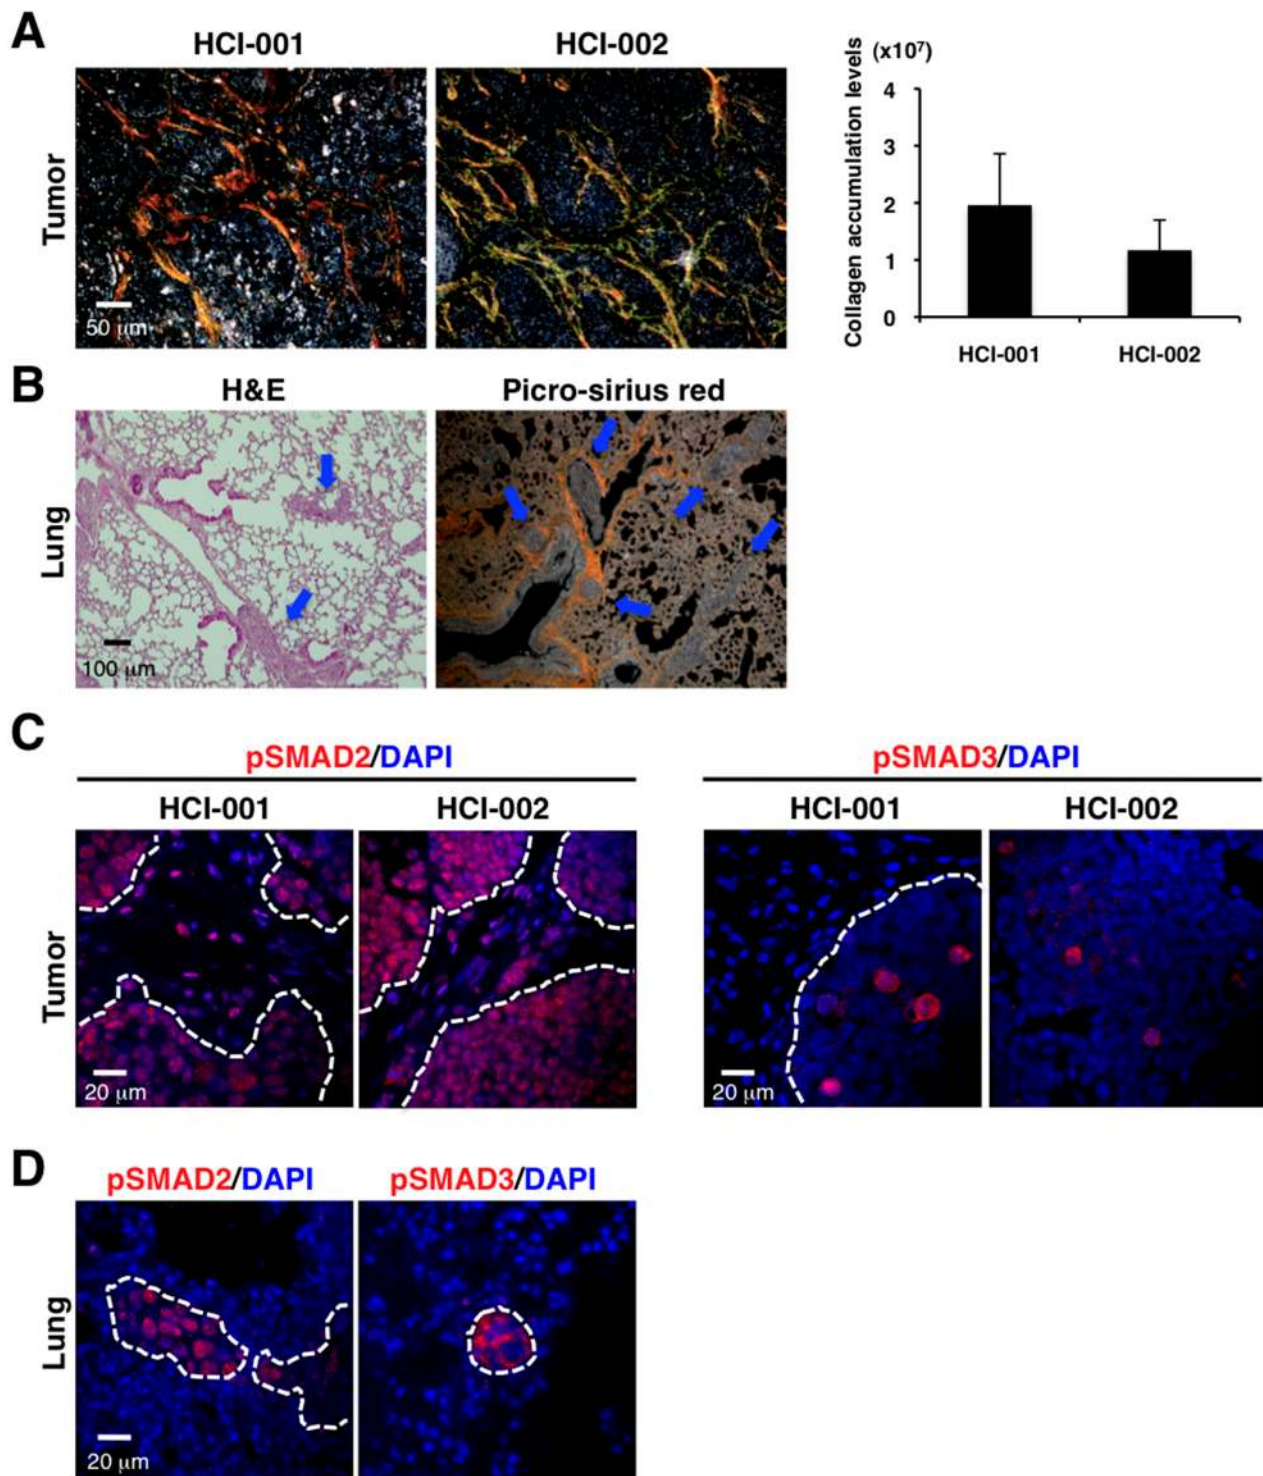 A
HCI-001 HCI-002
Tumor
50 μm
Collagen accumulation levels
(x10⁷)
4
3
2
1
0
HCI-001 HCI-002
B
H&E Picro-sirius red
Lung
100 μm
C
pSMAD2/DAPI pSMAD3/DAPI
HCI-001 HCI-002 HCI-001 HCI-002
Tumor
20 μm 20 μm
D
pSMAD2/DAPI pSMAD3/DAPI
Lung
20 μm